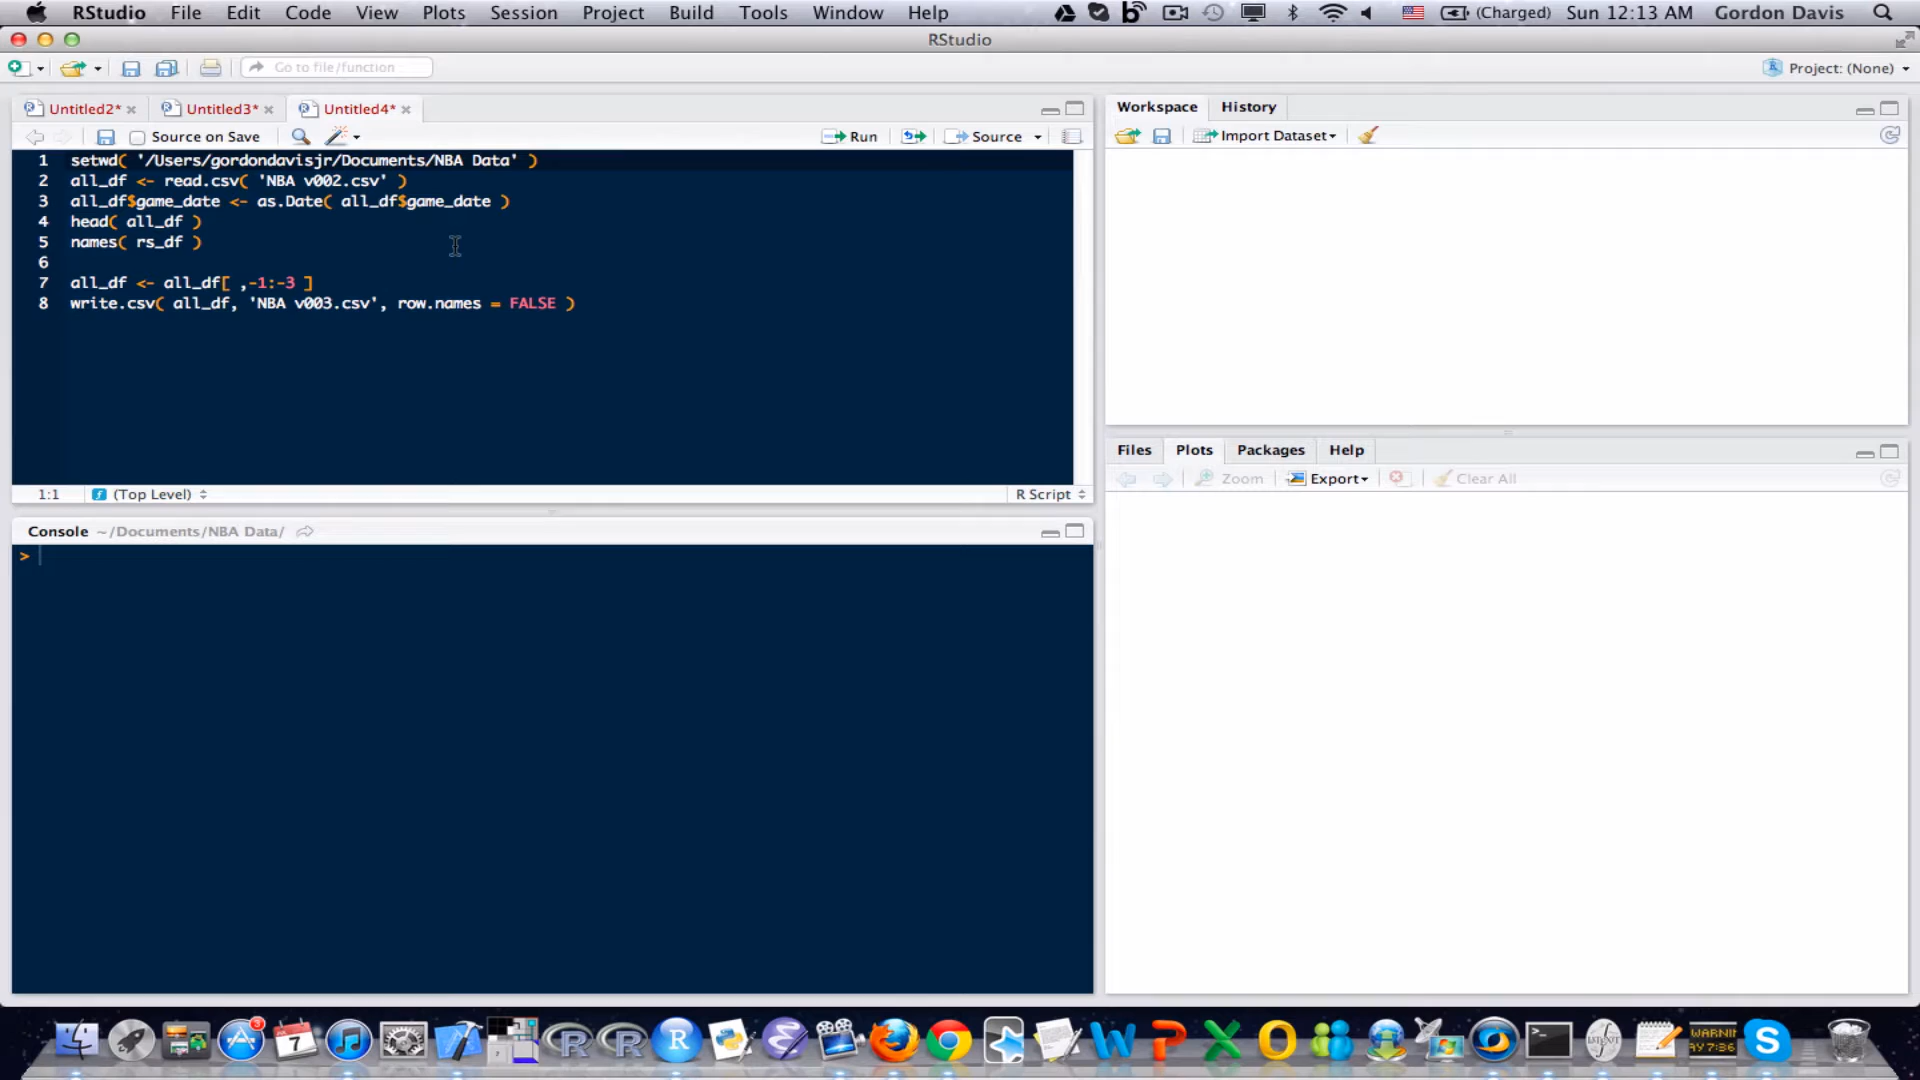 RStudio File Edit Code View Plots Session Project Build Tools Window Help (Charged) Sun 12:13 AM Gordon Davis
RStudio
Go to file/function Project: (None)
Untitled2* Untitled3* Untitled4*
Source on Save Run Source
1 setwd( '/Users/gordondavisjr/Documents/NBA Data' )
2 all_df <- read.csv( 'NBA v002.csv' )
3 all_df$game_date <- as.Date( all_df$game_date )
4 head( all_df )
5 names( rs_df )
6
7 all_df <- all_df[ ,-1:-3 ]
8 write.csv( all_df, 'NBA v003.csv', row.names = FALSE )
1:1 (Top Level) R Script
Console ~/Documents/NBA Data/
>
Workspace History
Import Dataset
Files Plots Packages Help
Zoom Export Clear All
3
7